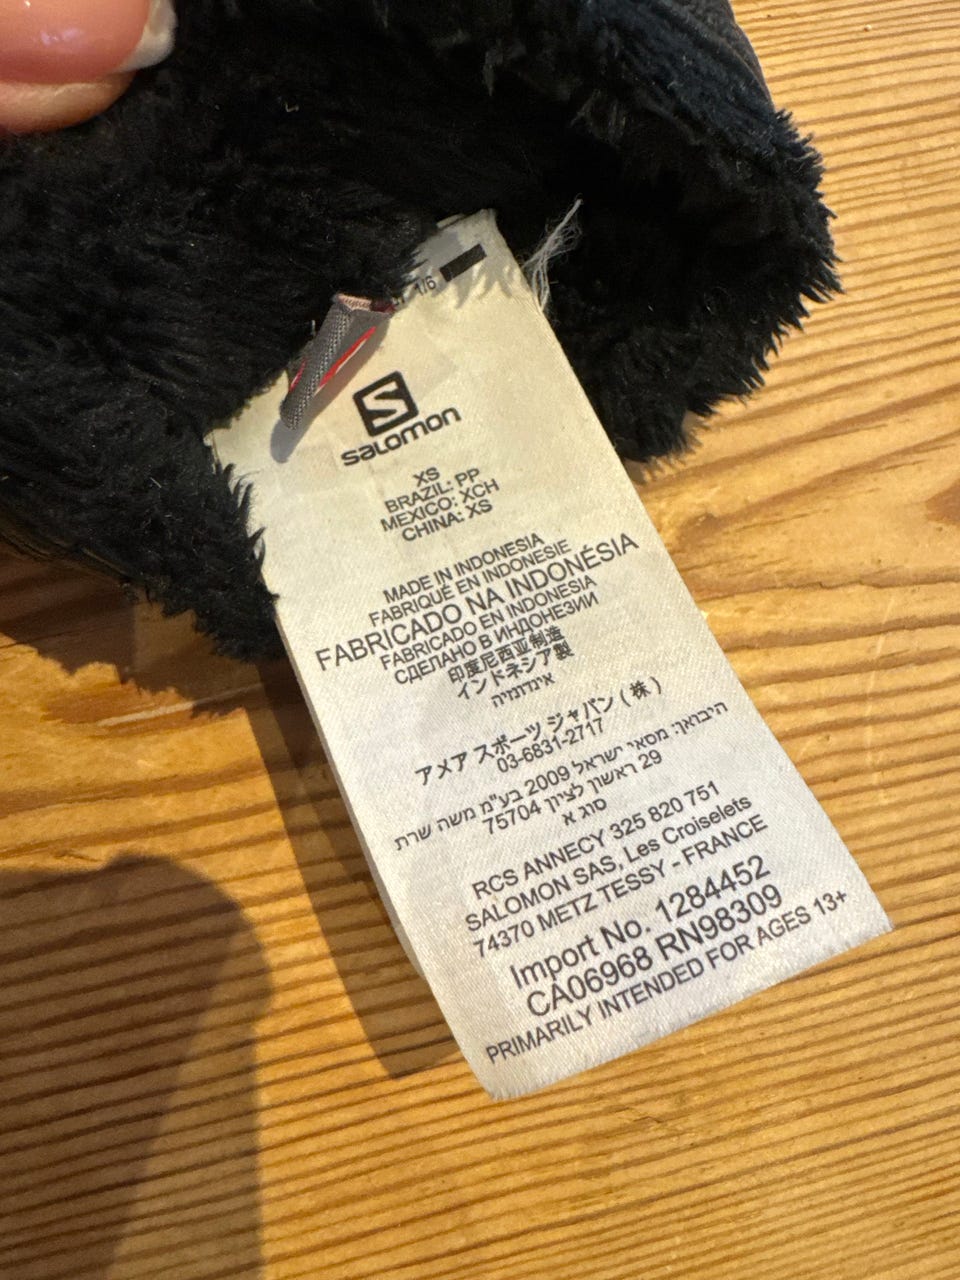 1/6
S
salomon
XS
BRAZIL: PP
MEXICO: XCH
CHINA: XS
MADE IN INDONESIA
FABRIQUÉ EN INDONESIE
FABRICADO NA INDONÉSIA
FABRICADO EN INDONESIA
СДЕЛАНО В ИНДОНЕЗИИ
印度尼西亚制造
インドネシア製
אינדונזיה
アメア スポーツ ジャパン ( 株 )
03-6831-2717
היבואן: מסאי ישראל 2009 בע"מ משה שרת
29 ראשון לציון 75704
סוג א
RCS ANNECY 325 820 751
SALOMON SAS, Les Croiselets
74370 METZ TESSY - FRANCE
Import No. 1284452
CA06968 RN98309
PRIMARILY INTENDED FOR AGES 13+